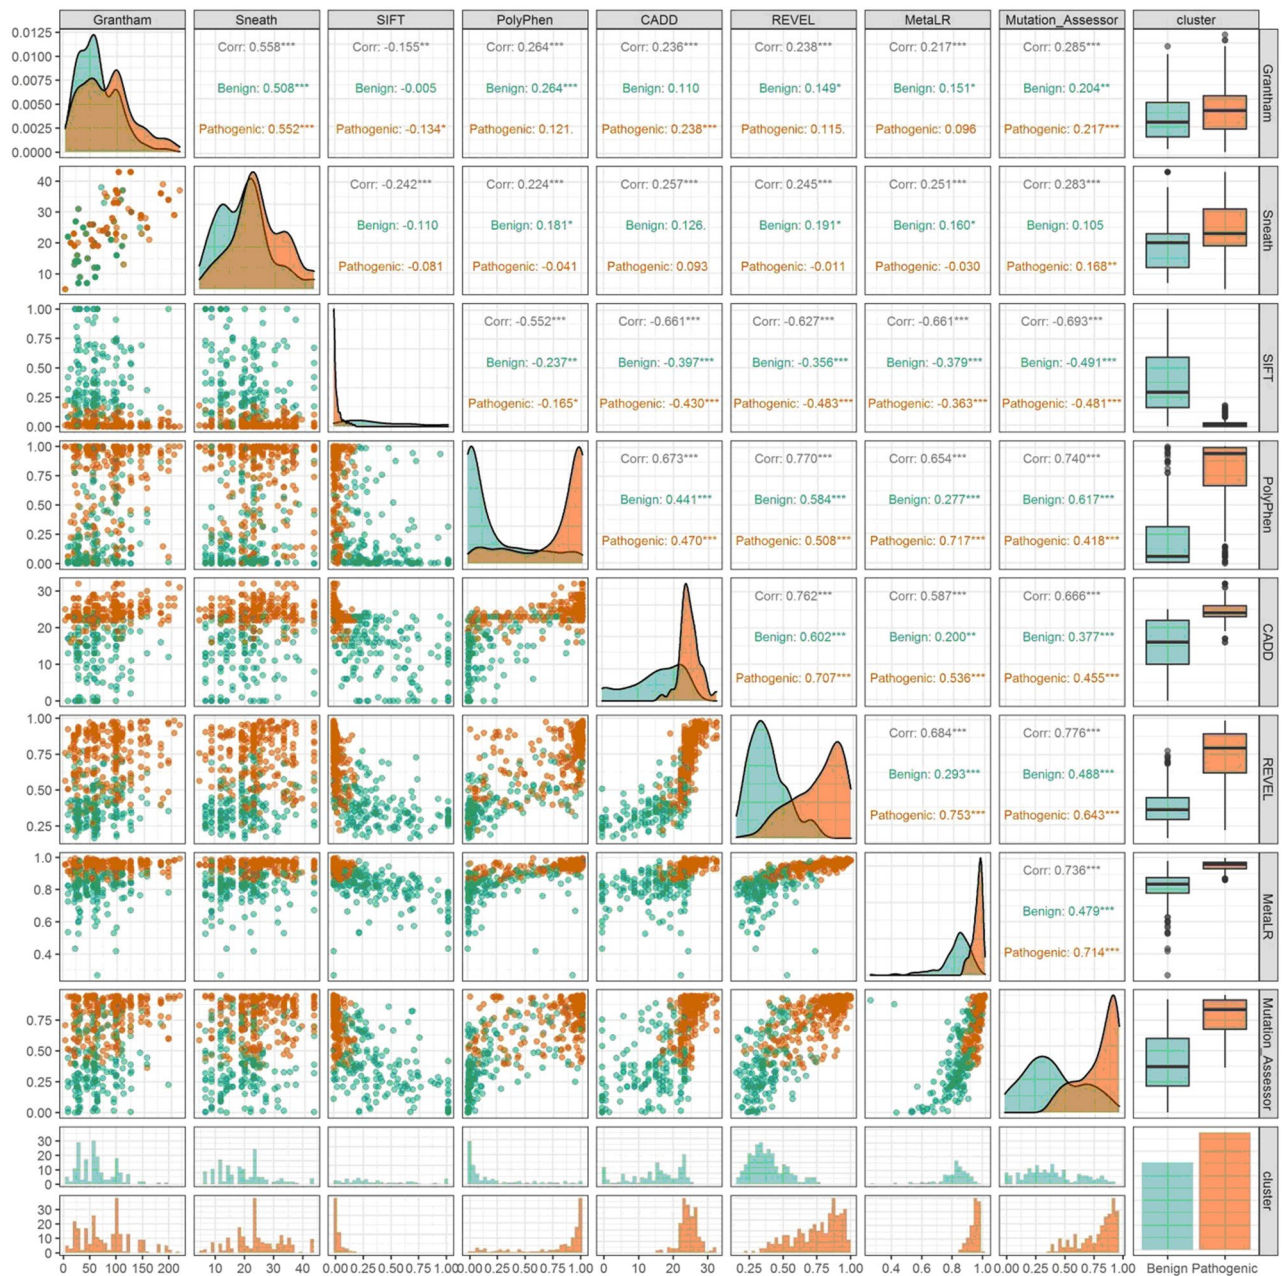 Grantham Sneath SIFT PolyPhen CADD REVEL MetaLR Mutation_Assessor cluster
0.0125
0.0100
0.0075
0.0050
0.0025
0.0000
Corr: 0.558*** Corr: -0.155** Corr: 0.264*** Corr: 0.236*** Corr: 0.238*** Corr: 0.217*** Corr: 0.285***
Benign: 0.508*** Benign: -0.005 Benign: 0.264*** Benign: 0.110 Benign: 0.149* Benign: 0.151* Benign: 0.204**
Pathogenic: 0.552*** Pathogenic: -0.134* Pathogenic: 0.121. Pathogenic: 0.238*** Pathogenic: 0.115. Pathogenic: 0.096 Pathogenic: 0.217***
Grantham
40
30
20
10
Corr: -0.242*** Corr: 0.224*** Corr: 0.257*** Corr: 0.245*** Corr: 0.251*** Corr: 0.283***
Benign: -0.110 Benign: 0.181* Benign: 0.126. Benign: 0.191* Benign: 0.160* Benign: 0.105
Pathogenic: -0.081 Pathogenic: -0.041 Pathogenic: 0.093 Pathogenic: -0.011 Pathogenic: -0.030 Pathogenic: 0.168**
Sneath
1.00
0.75
0.50
0.25
0.00
Corr: -0.552*** Corr: -0.661*** Corr: -0.627*** Corr: -0.661*** Corr: -0.693***
Benign: -0.237** Benign: -0.397*** Benign: -0.356*** Benign: -0.379*** Benign: -0.491***
Pathogenic: -0.165* Pathogenic: -0.430*** Pathogenic: -0.483*** Pathogenic: -0.363*** Pathogenic: -0.481***
SIFT
1.00
0.75
0.50
0.25
0.00
Corr: 0.673*** Corr: 0.770*** Corr: 0.654*** Corr: 0.740***
Benign: 0.441*** Benign: 0.584*** Benign: 0.277*** Benign: 0.617***
Pathogenic: 0.470*** Pathogenic: 0.508*** Pathogenic: 0.717*** Pathogenic: 0.418***
PolyPhen
30
20
10
0
Corr: 0.762*** Corr: 0.587*** Corr: 0.666***
Benign: 0.602*** Benign: 0.200** Benign: 0.377***
Pathogenic: 0.707*** Pathogenic: 0.536*** Pathogenic: 0.455***
CADD
1.00
0.75
0.50
0.25
Corr: 0.684*** Corr: 0.776***
Benign: 0.293*** Benign: 0.488***
Pathogenic: 0.753*** Pathogenic: 0.643***
REVEL
1.0
0.8
0.6
0.4
Corr: 0.736***
Benign: 0.479***
Pathogenic: 0.714***
MetaLR
0.75
0.50
0.25
0.00
Mutation_Assessor
30
20
10
0
30
20
10
0
cluster
0 50 100 150 200 10 20 30 40 0.00 0.25 0.50 0.75 1.00 0.00 0.25 0.50 0.75 1.00 0 10 20 30 0.25 0.50 0.75 1.00 0.4 0.6 0.8 1.0 0.00 0.25 0.50 0.75 1.00 Benign Pathogenic